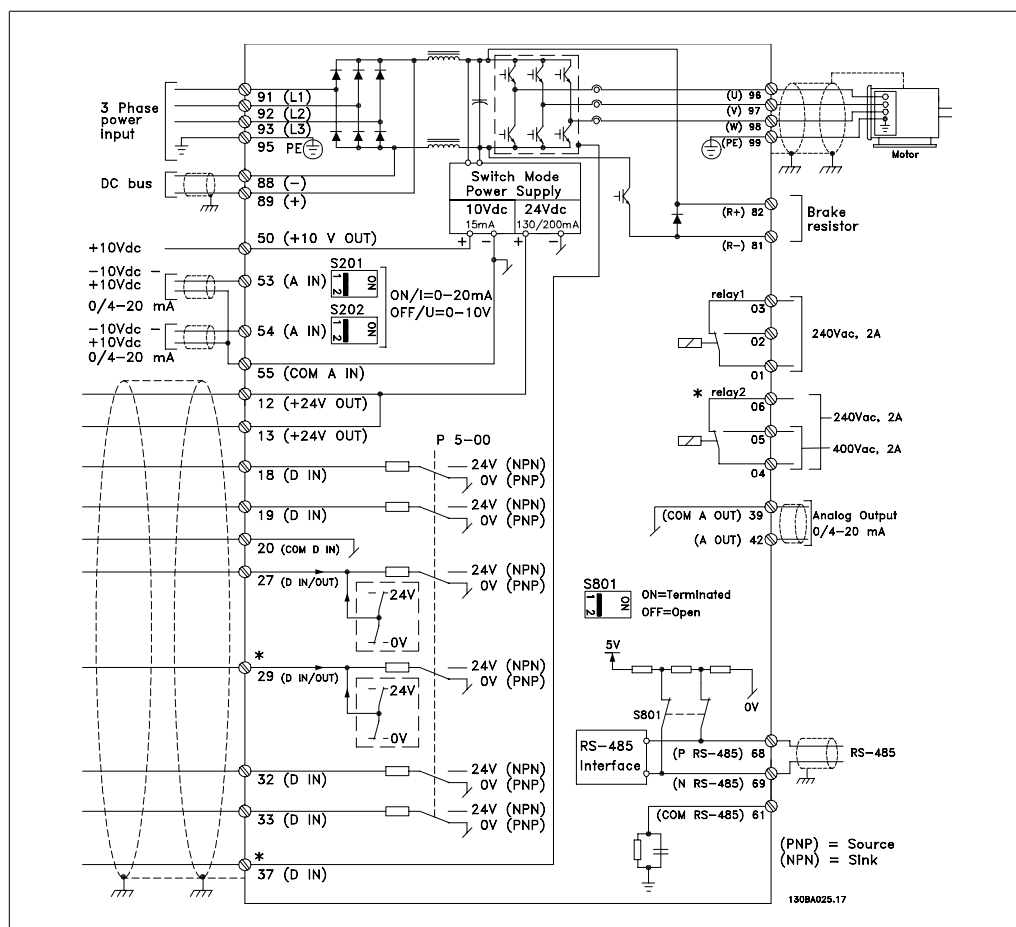 3 Phase
power
input
91 (L1)
92 (L2)
93 (L3)
95 PE
DC bus
88 (-)
89 (+)
Switch Mode
Power Supply
10Vdc
15mA
24Vdc
130/200mA
+ - + -
(U) 96
(V) 97
(W) 98
(PE) 99
Motor
(R+) 82
(R-) 81
Brake
resistor
+10Vdc
50 (+10 V OUT)
-10Vdc -
+10Vdc
0/4-20 mA
53 (A IN)
S201
1 2
ON
ON/I=0-20mA
OFF/U=0-10V
-10Vdc -
+10Vdc
0/4-20 mA
54 (A IN)
S202
1 2
ON
55 (COM A IN)
12 (+24V OUT)
13 (+24V OUT)
relay1
03
02
01
240Vac, 2A
* relay2
06
05
04
240Vac, 2A
400Vac, 2A
P 5-00
18 (D IN)
24V (NPN)
0V (PNP)
19 (D IN)
24V (NPN)
0V (PNP)
20 (COM D IN)
27 (D IN/OUT)
24V (NPN)
0V (PNP)
24V
0V
*
29 (D IN/OUT)
24V (NPN)
0V (PNP)
24V
0V
32 (D IN)
24V (NPN)
0V (PNP)
33 (D IN)
24V (NPN)
0V (PNP)
*
37 (D IN)
(COM A OUT) 39
(A OUT) 42
Analog Output
0/4-20 mA
S801
1 2
ON
ON=Terminated
OFF=Open
5V
0V
S801
RS-485
Interface
(P RS-485) 68
(N RS-485) 69
(COM RS-485) 61
RS-485
(PNP) = Source
(NPN) = Sink
130BA025.17